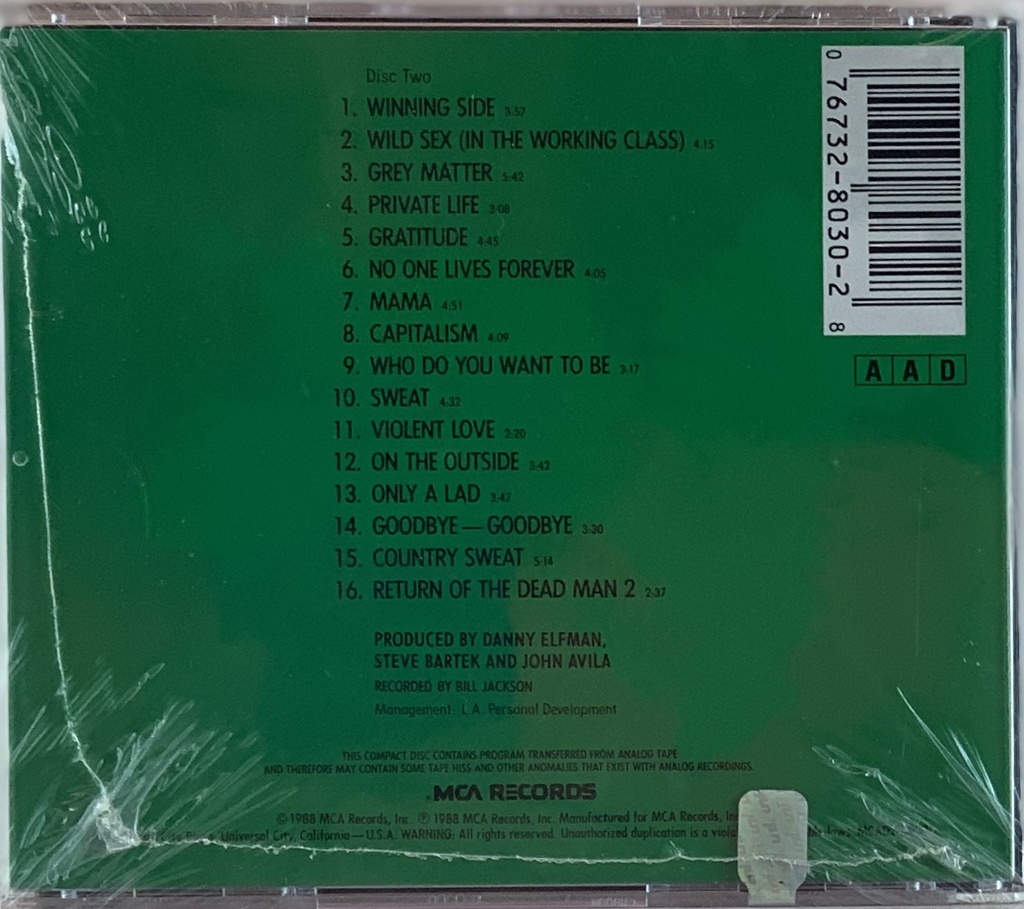 Disc Two
1. WINNING SIDE 3:57
2. WILD SEX (IN THE WORKING CLASS) 4:15
3. GREY MATTER 5:42
4. PRIVATE LIFE 3:08
5. GRATITUDE 4:45
6. NO ONE LIVES FOREVER 4:05
7. MAMA 4:51
8. CAPITALISM 4:09
9. WHO DO YOU WANT TO BE 3:17
10. SWEAT 4:32
11. VIOLENT LOVE 2:20
12. ON THE OUTSIDE 3:42
13. ONLY A LAD 3:47
14. GOODBYE—GOODBYE 3:30
15. COUNTRY SWEAT 5:14
16. RETURN OF THE DEAD MAN 2 2:37
PRODUCED BY DANNY ELFMAN,
STEVE BARTEK AND JOHN AVILA
RECORDED BY BILL JACKSON
Management: L.A. Personal Development
THIS COMPACT DISC CONTAINS PROGRAM TRANSFERRED FROM ANALOG TAPE
AND THEREFORE MAY CONTAIN SOME TAPE HISS AND OTHER ANOMALIES THAT EXIST WITH ANALOG RECORDINGS.
MCA RECORDS
©1988 MCA Records, Inc. ℗ 1988 MCA Records, Inc. Manufactured for MCA Records,
Universal City, California—U.S.A. WARNING: All rights reserved. Unauthorized duplication is a
0 76732-8030-2 8
A A D